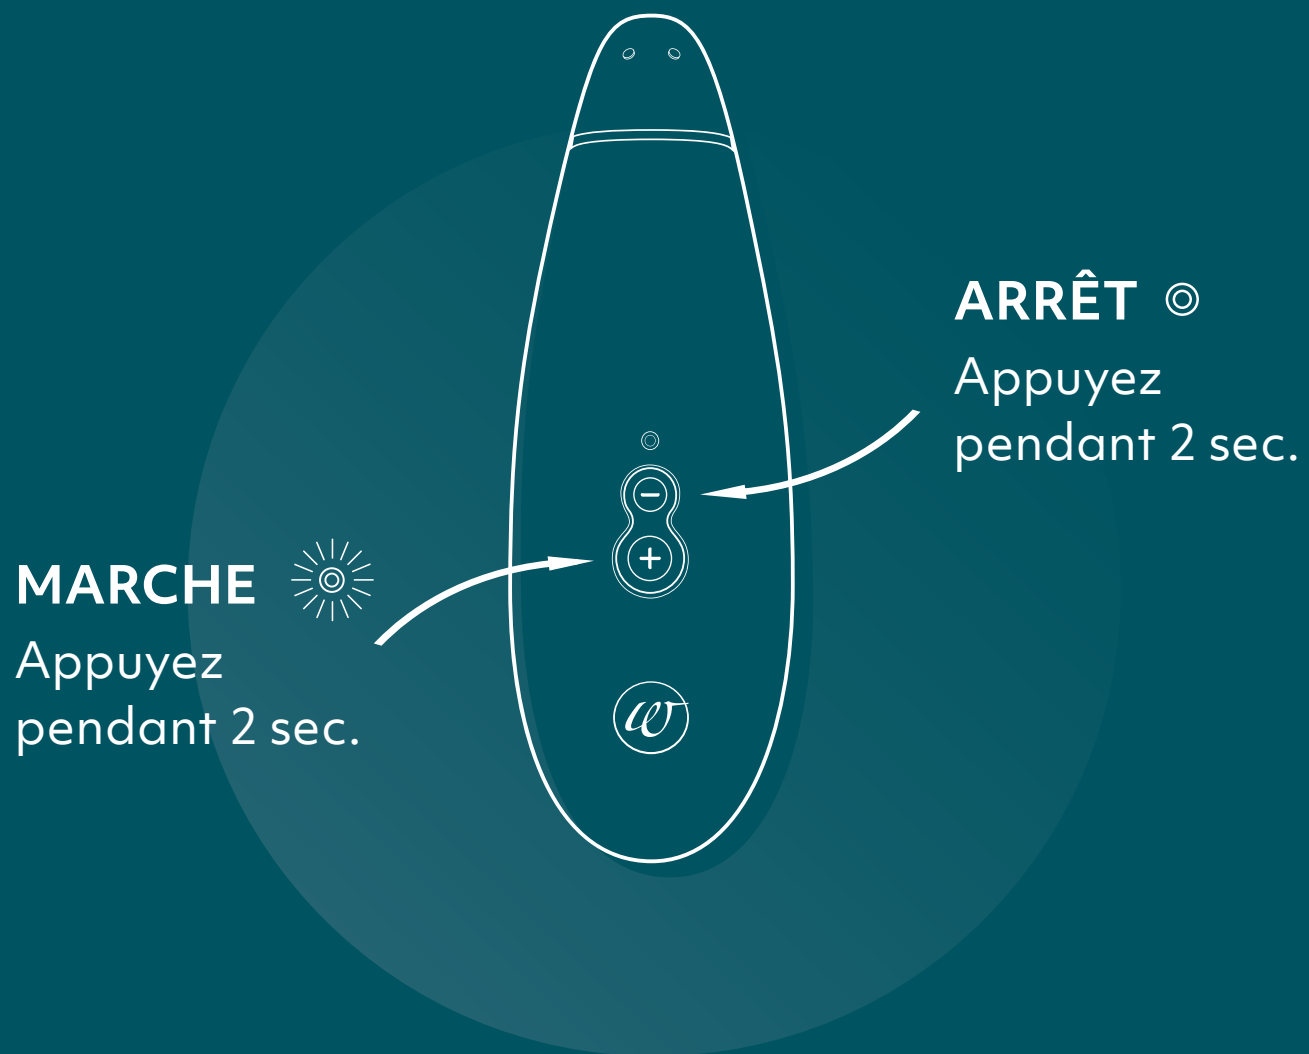 ARRÊT
Appuyez
pendant 2 sec.
MARCHE
Appuyez
pendant 2 sec.
w